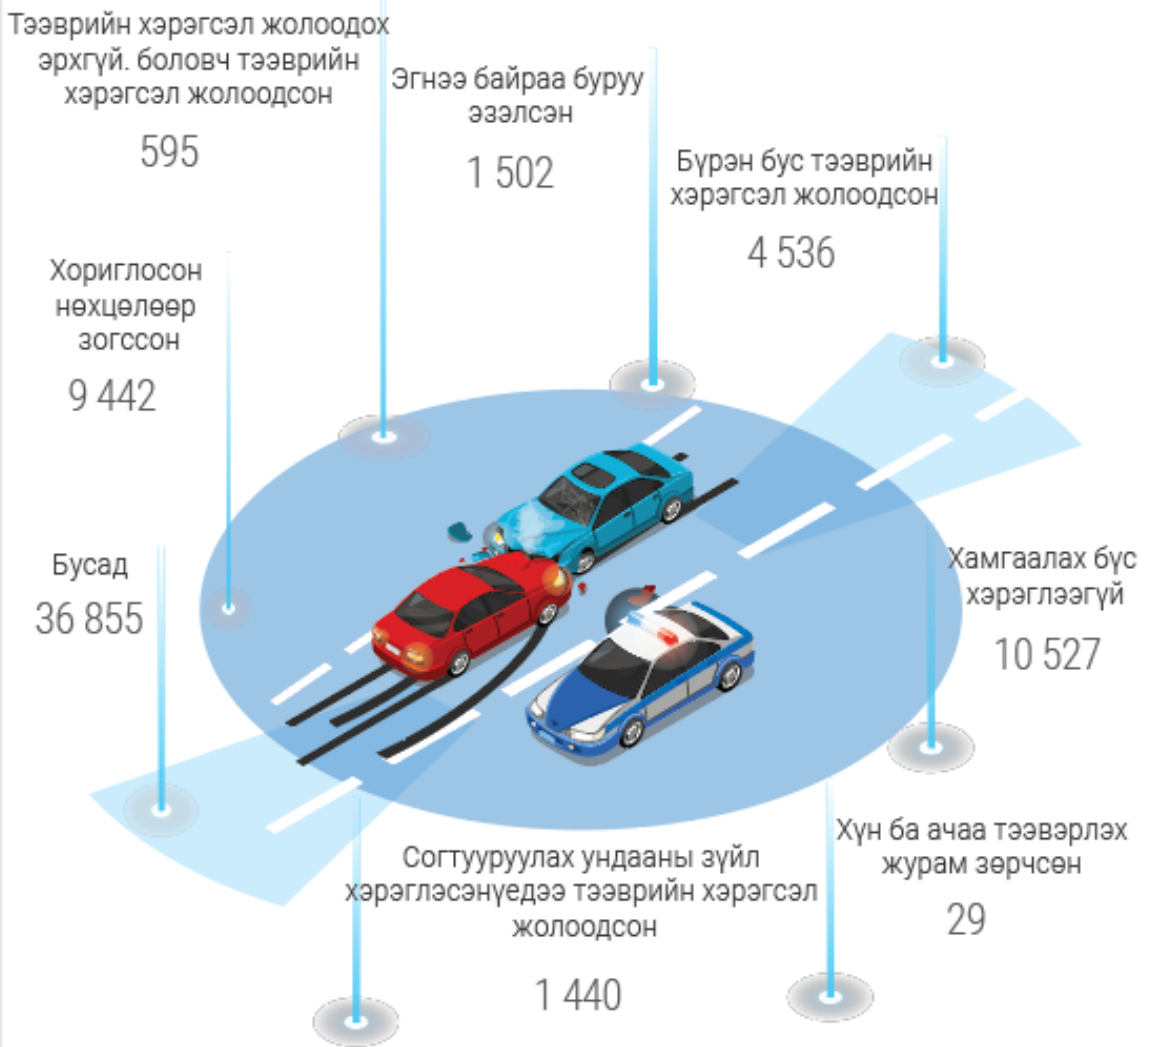 Тээврийн хэрэгсэл жолоодох
эрхгүй. боловч тээврийн
хэрэгсэл жолоодсон
595
Эгнээ байраа буруу
эзэлсэн
1 502
Бүрэн бус тээврийн
хэрэгсэл жолоодсон
4 536
Хориглосон
нөхцөлөөр
зогссон
9 442
Бусад
36 855
Хамгаалах бүс
хэрэглээгүй
10 527
Согтууруулах ундааны зүйл
хэрэглэсэнүедээ тээврийн хэрэгсэл
жолоодсон
1 440
Хүн ба ачаа тээвэрлэх
журам зөрчсөн
29